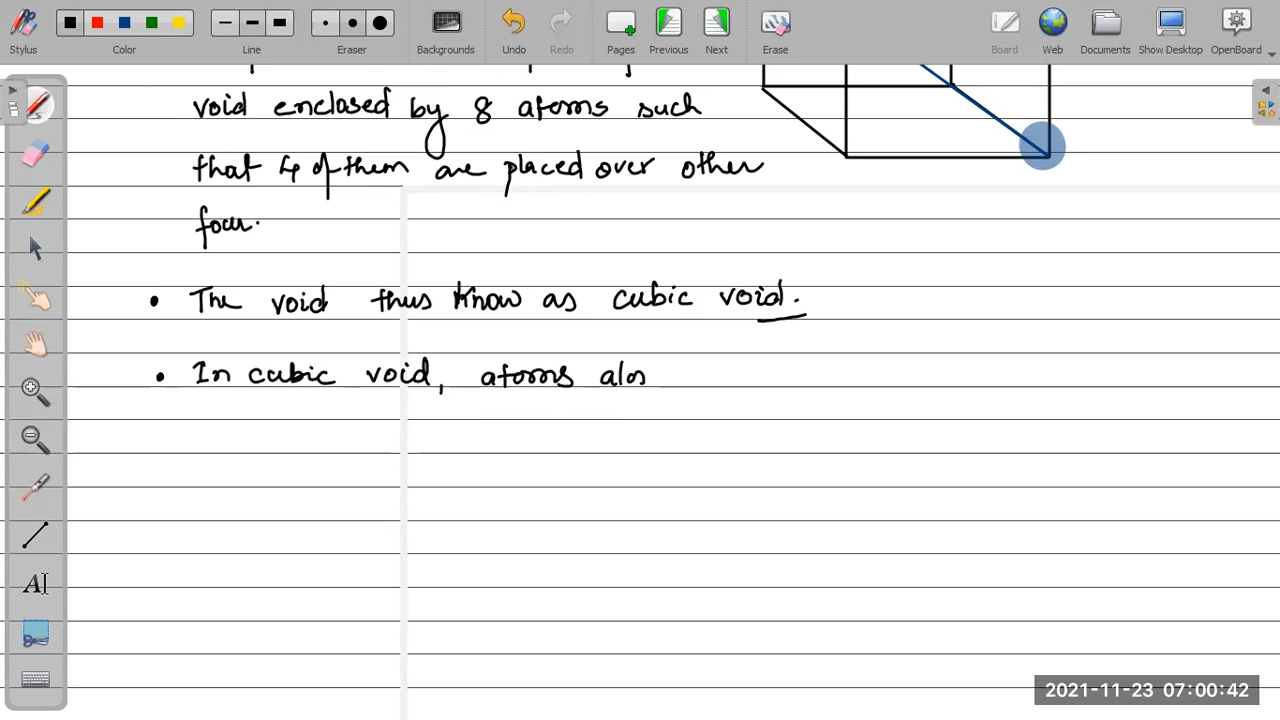 Stylus
Color
Line
Eraser
Backgrounds
Undo
Redo
Pages
Previous
Next
Erase
Board
Web
Documents
Show Desktop
OpenBoard
void enclosed by 8 atoms such
that 4 of them are placed over other
four.
• The void thus know as cubic void.
• In cubic void, atoms alon
2021-11-23 07:00:42